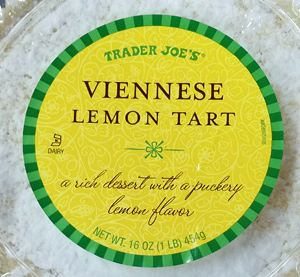 TRADER JOE'S®
VIENNESE
LEMON TART
DAIRY
a rich dessert with a puckery
lemon flavor
NET WT. 16 OZ (1 LB) 454g